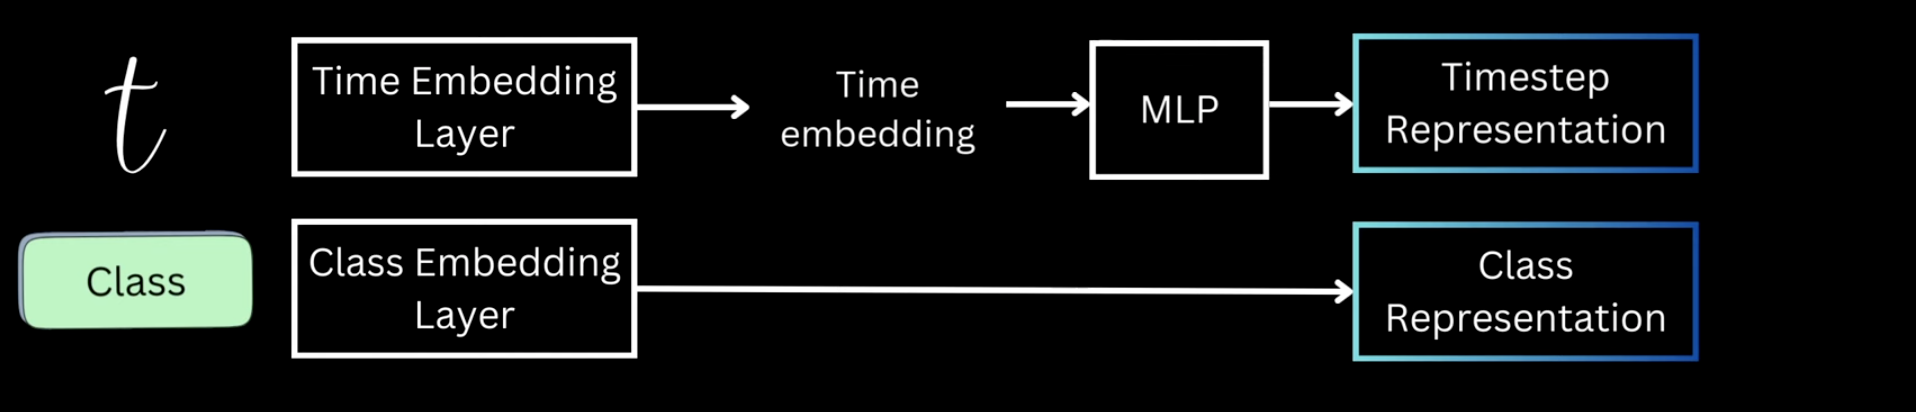 t
Time Embedding
Layer
Time
embedding
MLP
Timestep
Representation
Class
Class Embedding
Layer
Class
Representation